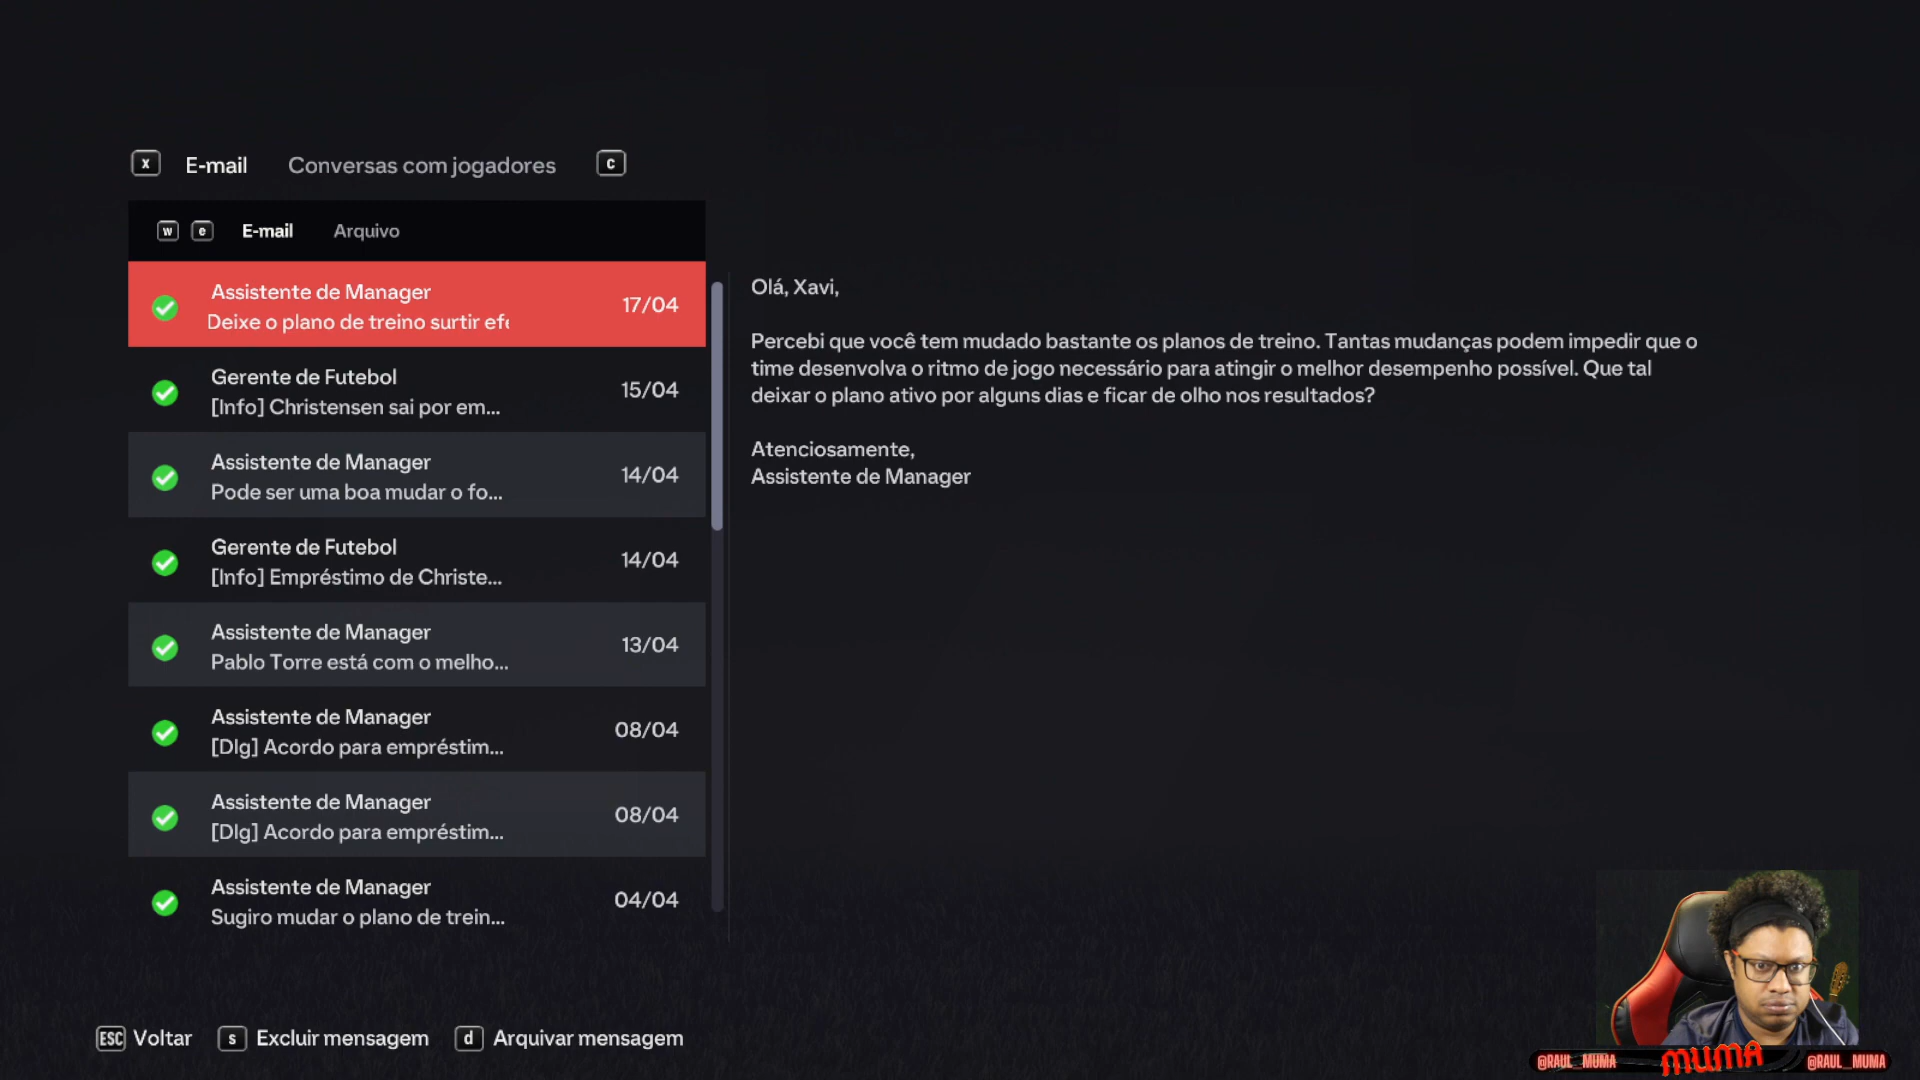 x E-mail Conversas com jogadores c
w e E-mail Arquivo
Assistente de Manager
Deixe o plano de treino surtir efe
17/04
Gerente de Futebol
[Info] Christensen sai por em...
15/04
Assistente de Manager
Pode ser uma boa mudar o fo...
14/04
Gerente de Futebol
[Info] Empréstimo de Christe...
14/04
Assistente de Manager
Pablo Torre está com o melho...
13/04
Assistente de Manager
[Dlg] Acordo para empréstim...
08/04
Assistente de Manager
[Dlg] Acordo para empréstim...
08/04
Assistente de Manager
Sugiro mudar o plano de trein...
04/04
Olá, Xavi,
Percebi que você tem mudado bastante os planos de treino. Tantas mudanças podem impedir que o
time desenvolva o ritmo de jogo necessário para atingir o melhor desempenho possível. Que tal
deixar o plano ativo por alguns dias e ficar de olho nos resultados?
Atenciosamente,
Assistente de Manager
ESC Voltar s Excluir mensagem d Arquivar mensagem
@RAUL_MUMA MUMA @RAUL_MUMA